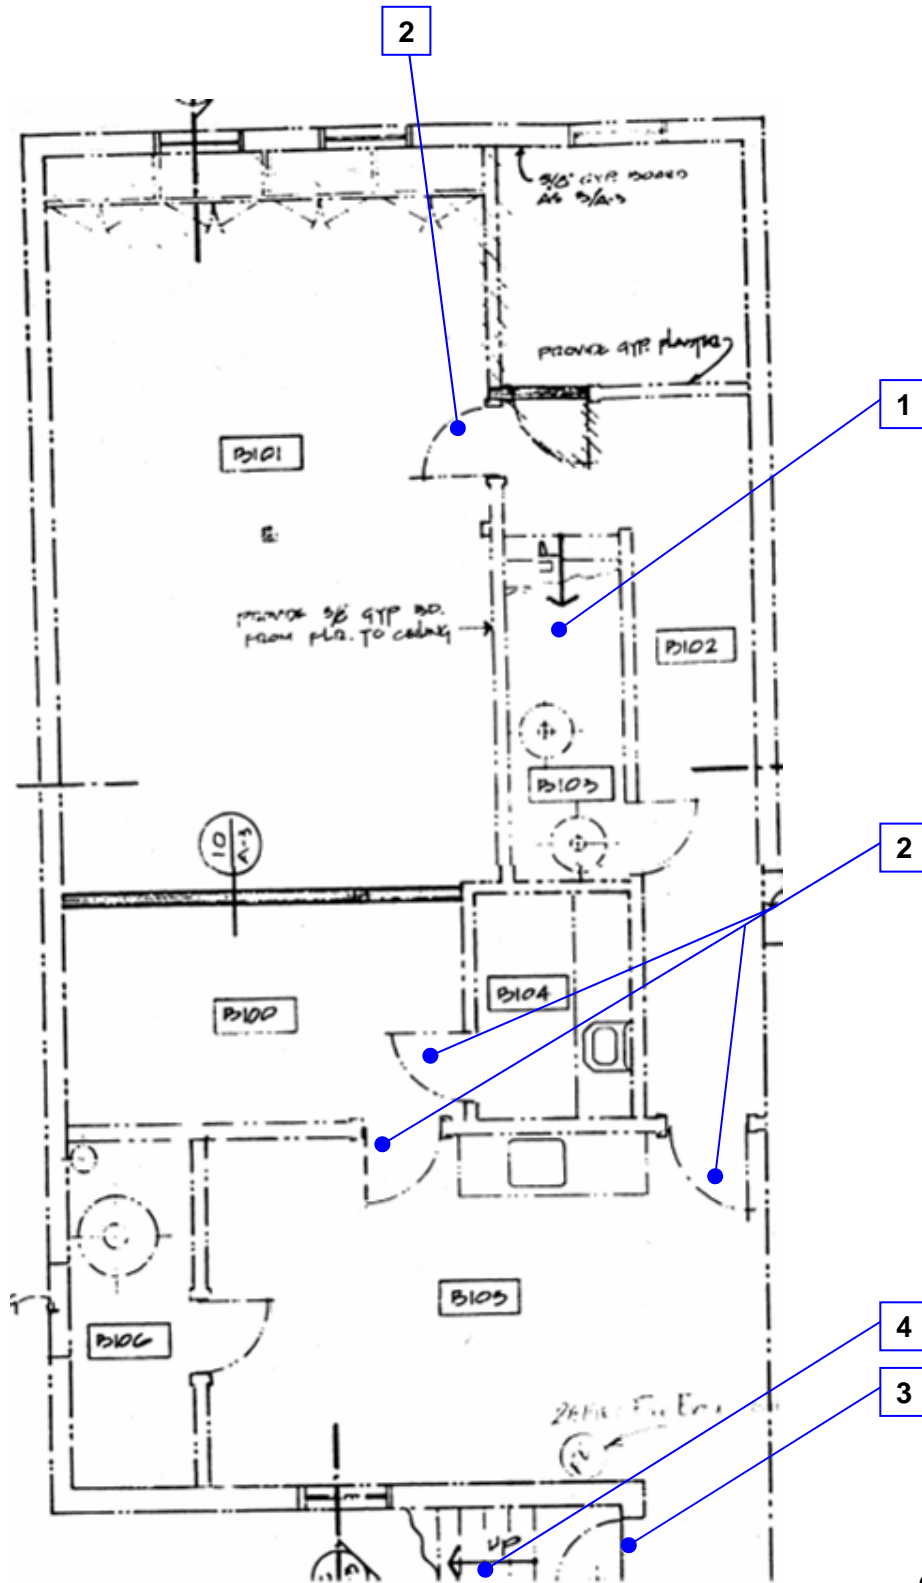 2
5/8" GYP. BOARD
AS 5/A-3
PROVIDE GYP. PLASTER
1
B101
UP
PROVIDE 5/8" GYP BD.
FROM FLR. TO CEILING
B102
B103
10
A-3
2
B104
B100
B105
4
B106
3
UP